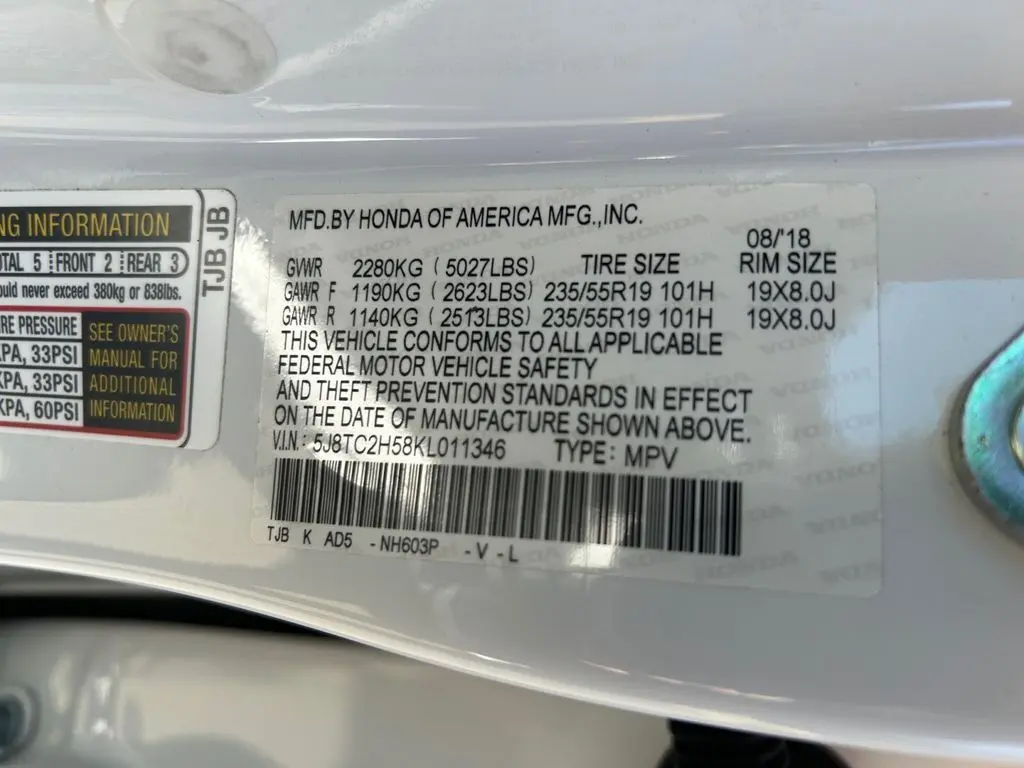 NG INFORMATION
OTAL 5 FRONT 2 REAR 3
ould never exceed 380kg or 838lbs.
RE PRESSURE
KPA, 33PSI
KPA, 33PSI
KPA, 60PSI
SEE OWNER'S
MANUAL FOR
ADDITIONAL
INFORMATION
TJB JB
MFD.BY HONDA OF AMERICA MFG.,INC.
08/'18
GVWR 2280KG (5027LBS) TIRE SIZE RIM SIZE
GAWR F 1190KG (2623LBS) 235/55R19 101H 19X8.0J
GAWR R 1140KG (2513LBS) 235/55R19 101H 19X8.0J
THIS VEHICLE CONFORMS TO ALL APPLICABLE
FEDERAL MOTOR VEHICLE SAFETY
AND THEFT PREVENTION STANDARDS IN EFFECT
ON THE DATE OF MANUFACTURE SHOWN ABOVE.
V.I.N.: 5J8TC2H58KL011346 TYPE: MPV
TJB K AD5 -NH603P -V-L